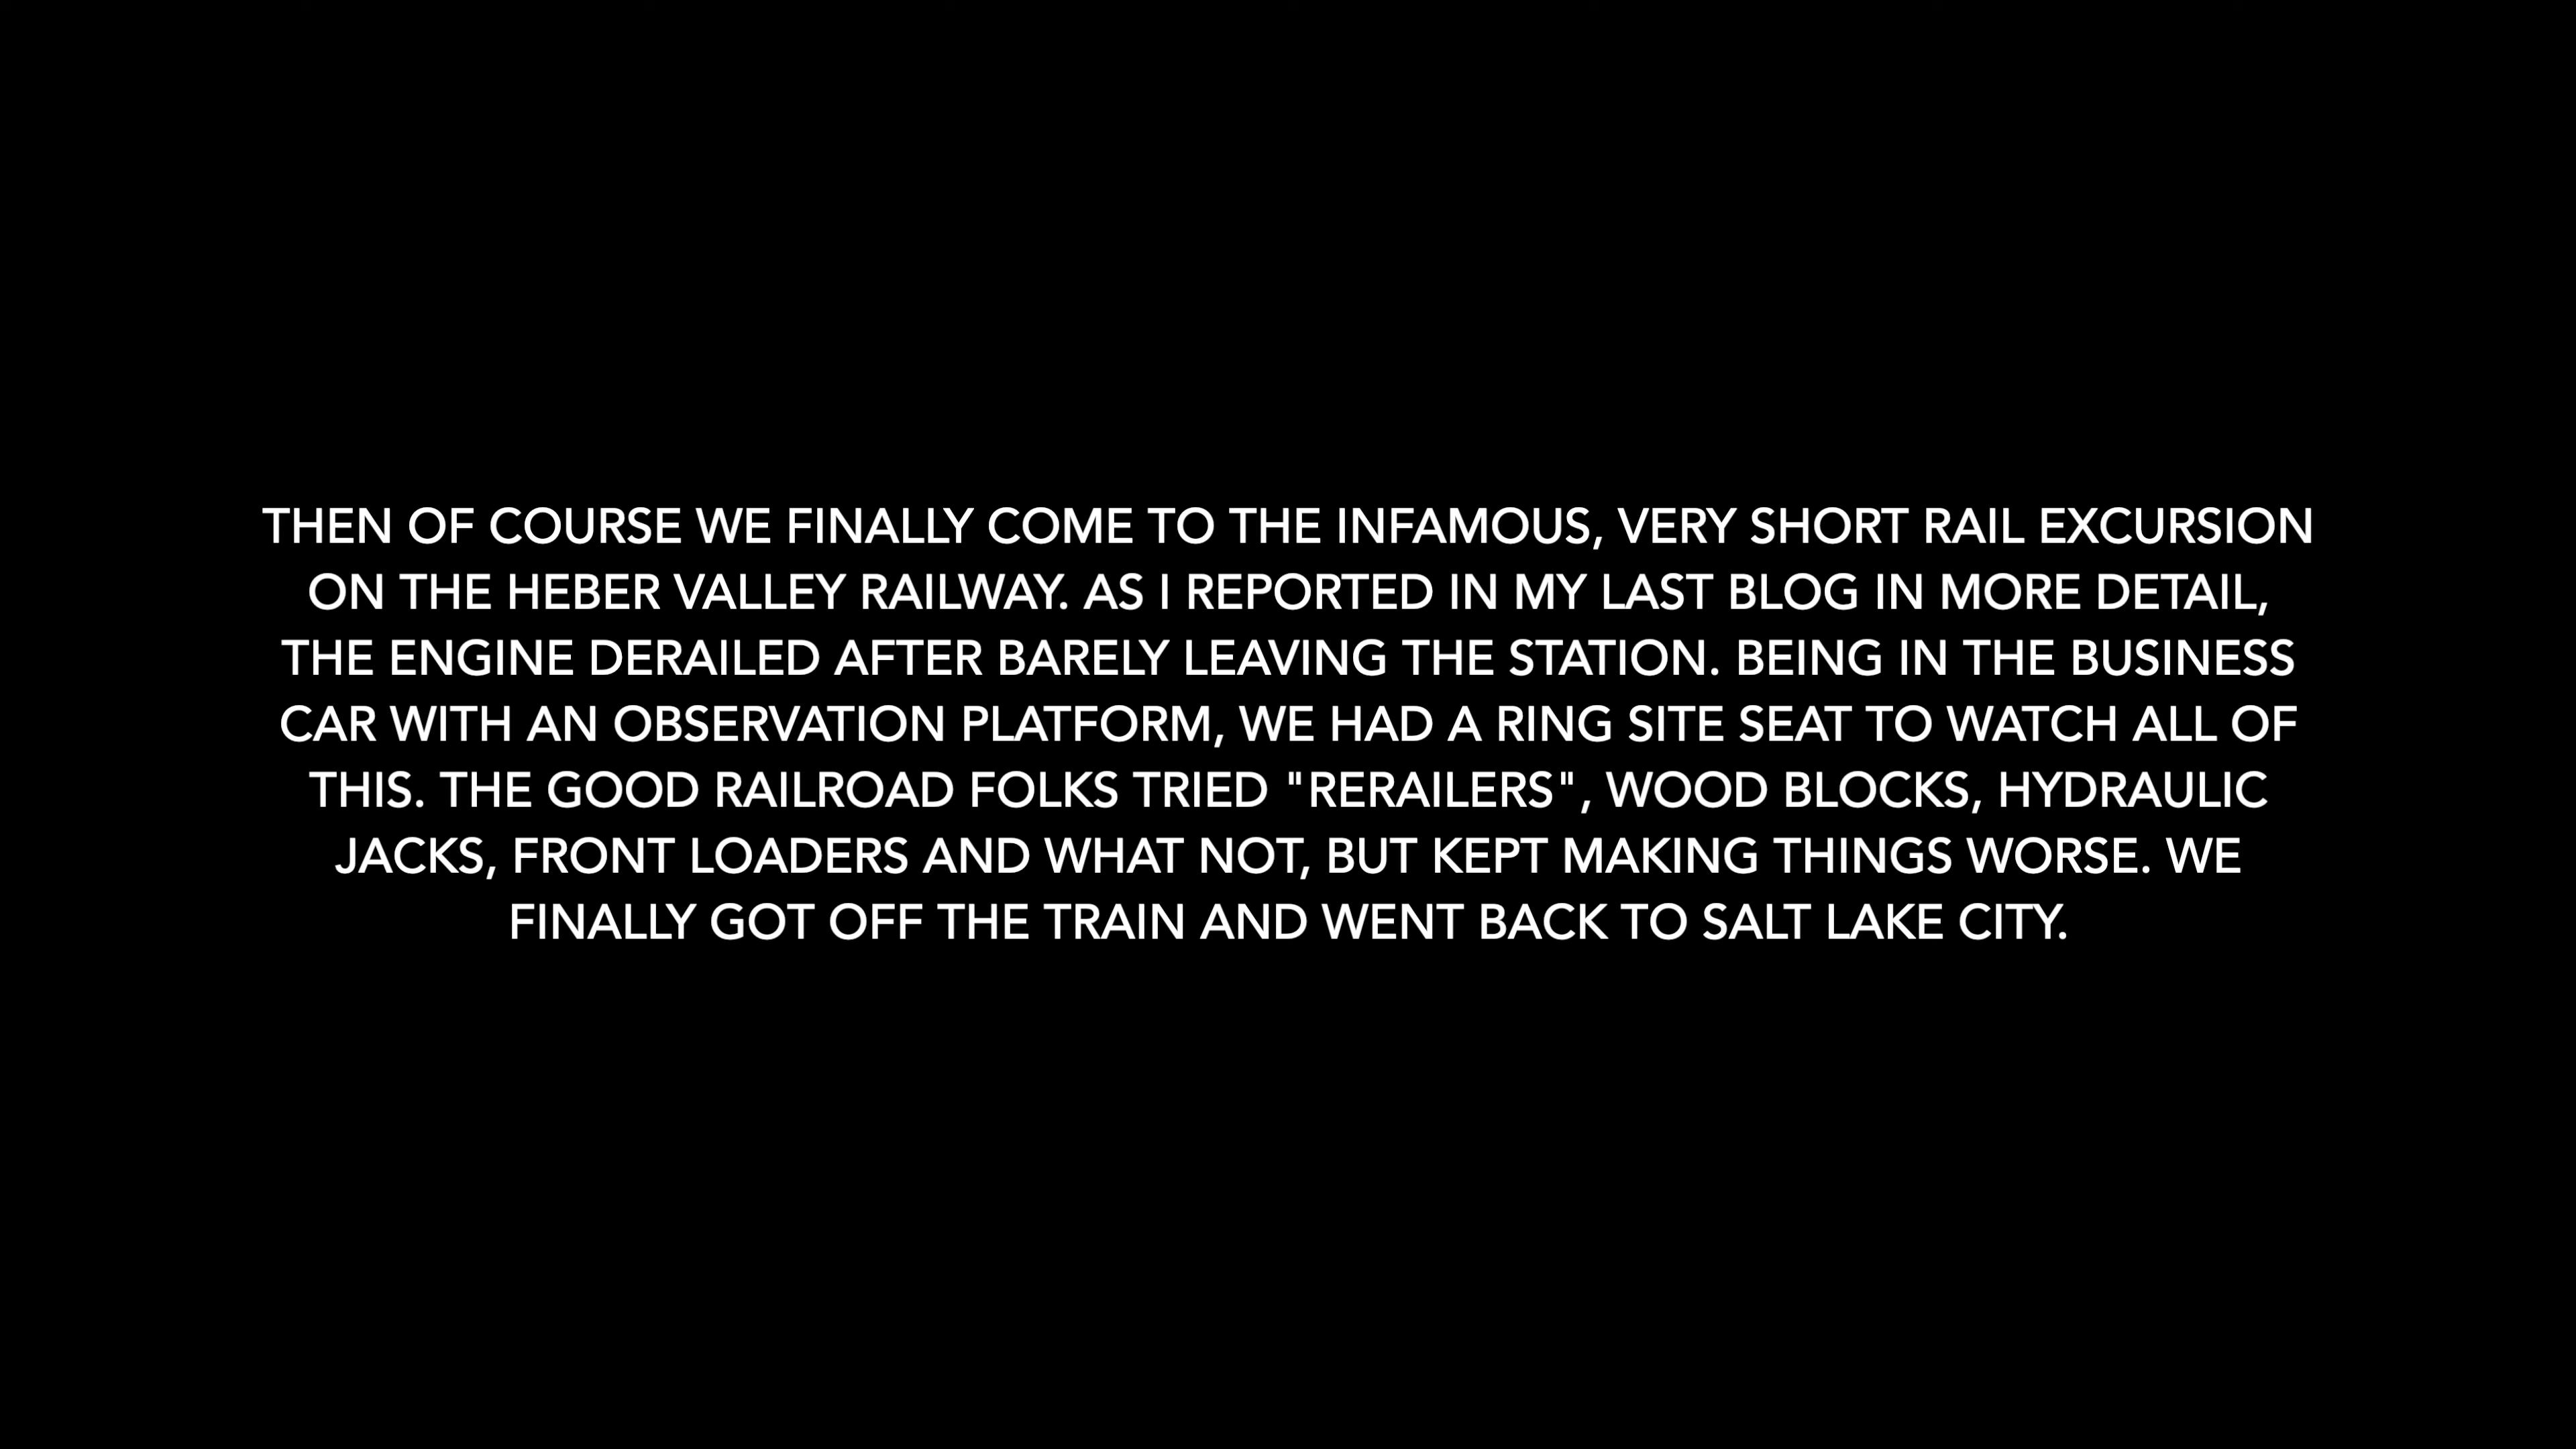 THEN OF COURSE WE FINALLY COME TO THE INFAMOUS, VERY SHORT RAIL EXCURSION
ON THE HEBER VALLEY RAILWAY. AS I REPORTED IN MY LAST BLOG IN MORE DETAIL,
THE ENGINE DERAILED AFTER BARELY LEAVING THE STATION. BEING IN THE BUSINESS
CAR WITH AN OBSERVATION PLATFORM, WE HAD A RING SITE SEAT TO WATCH ALL OF
THIS. THE GOOD RAILROAD FOLKS TRIED "RERAILERS", WOOD BLOCKS, HYDRAULIC
JACKS, FRONT LOADERS AND WHAT NOT, BUT KEPT MAKING THINGS WORSE. WE
FINALLY GOT OFF THE TRAIN AND WENT BACK TO SALT LAKE CITY.